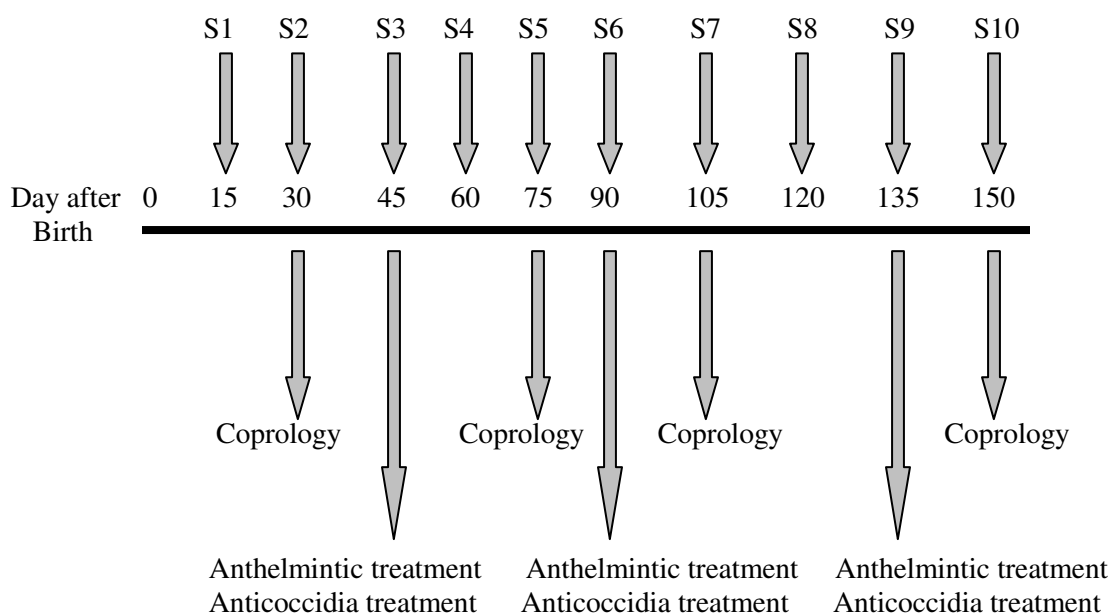 S1 S2 S3 S4 S5 S6 S7 S8 S9 S10
Day after 0 15 30 45 60 75 90 105 120 135 150
Birth
Coprology Coprology Coprology Coprology
Anthelmintic treatment Anthelmintic treatment Anthelmintic treatment
Anticoccidia treatment Anticoccidia treatment Anticoccidia treatment